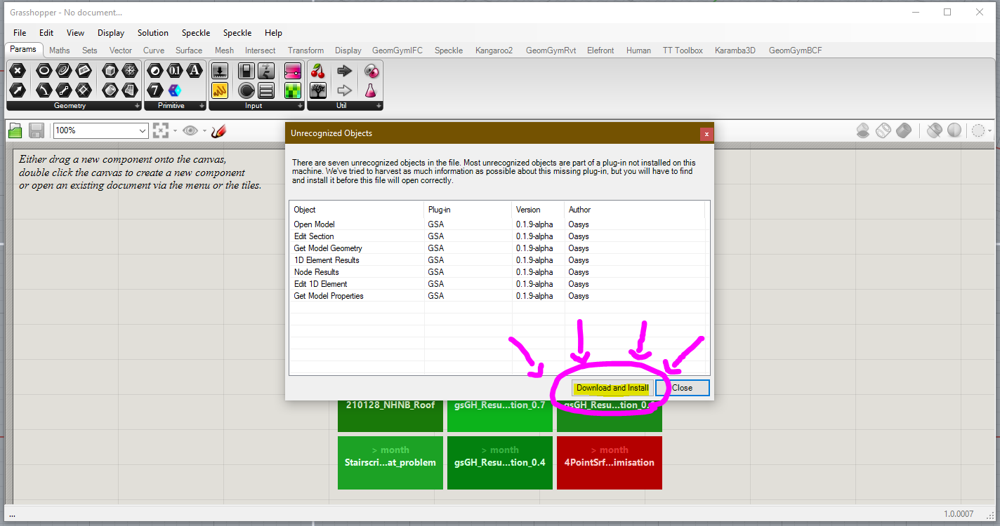 Grasshopper - No document...
File Edit View Display Solution Speckle Speckle Help
Params Maths Sets Vector Curve Surface Mesh Intersect Transform Display GeomGymIFC Speckle Kangaroo2 GeomGymRvt Elefront Human TT Toolbox Karamba3D GeomGymBCF
0.1 A
7
Geometry Primitive Input Util
100%
Either drag a new component onto the canvas,
double click the canvas to create a new component
or open an existing document via the menu or the tiles.
Unrecognized Objects
x
There are seven unrecognized objects in the file. Most unrecognized objects are part of a plug-in not installed on this
machine. We've tried to harvest as much information as possible about this missing plug-in, but you will have to find
and install it before this file will open correctly.
Object Plug-in Version Author
Open Model GSA 0.1.9-alpha Oasys
Edit Section GSA 0.1.9-alpha Oasys
Get Model Geometry GSA 0.1.9-alpha Oasys
1D Element Results GSA 0.1.9-alpha Oasys
Node Results GSA 0.1.9-alpha Oasys
Edit 1D Element GSA 0.1.9-alpha Oasys
Get Model Properties GSA 0.1.9-alpha Oasys
Download and Install Close
210128_NHNB_Roof gsGH_Resu...tion_0.7
> month > month > month
Stairscri...at_problem gsGH_Resu...tion_0.4 4PointSrf...imisation
... 1.0.0007